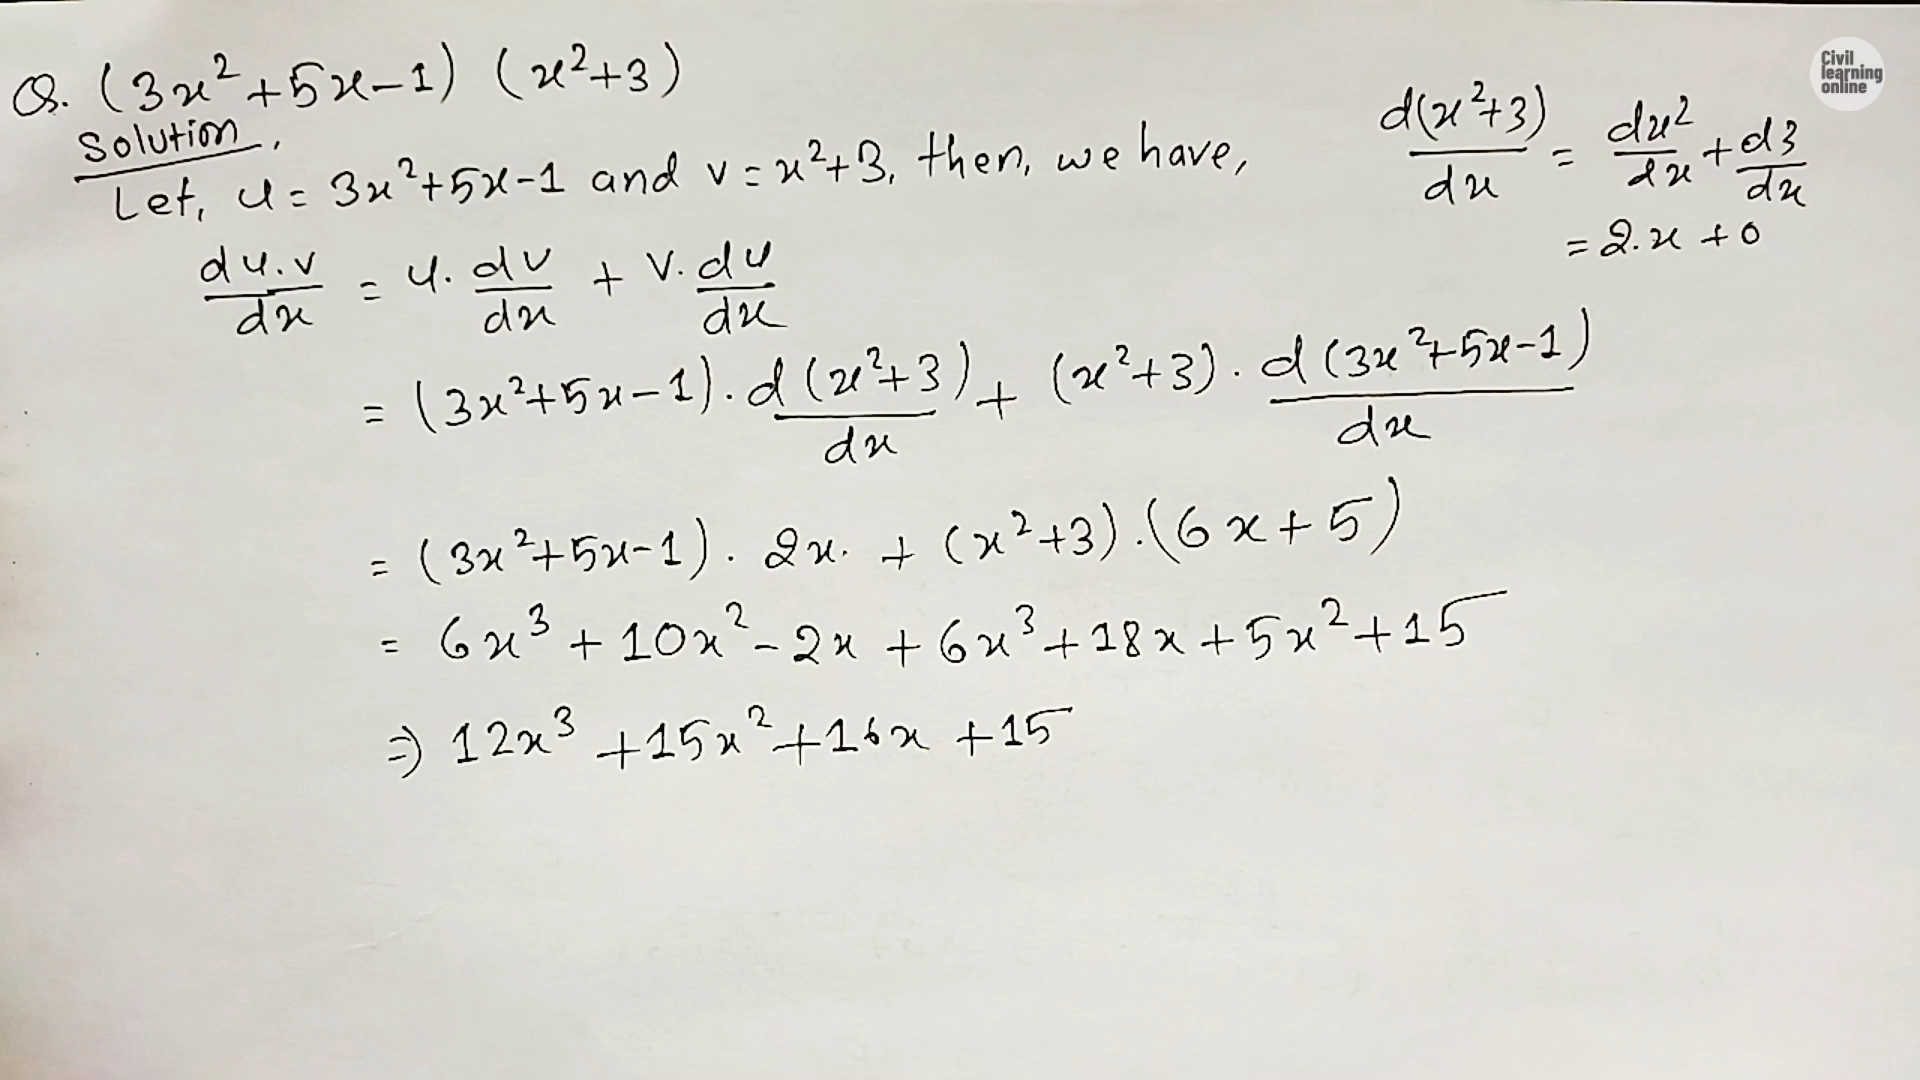 Q. (3x²+5x-1) (x²+3)
Solution,
Let, u = 3x²+5x-1 and v = x²+3, then, we have,
du.v/dx = u. dv/dx + v. du/dx
= (3x²+5x-1). d(x²+3)/dx + (x²+3). d(3x²+5x-1)/dx
= (3x²+5x-1). 2x. + (x²+3).(6x+5)
= 6x³ + 10x² - 2x + 6x³ + 18x + 5x² + 15
⇒ 12x³ + 15x² + 16x + 15
d(x²+3)/dx = dx²/dx + d3/dx
= 2.x + 0
Civil
learning
online